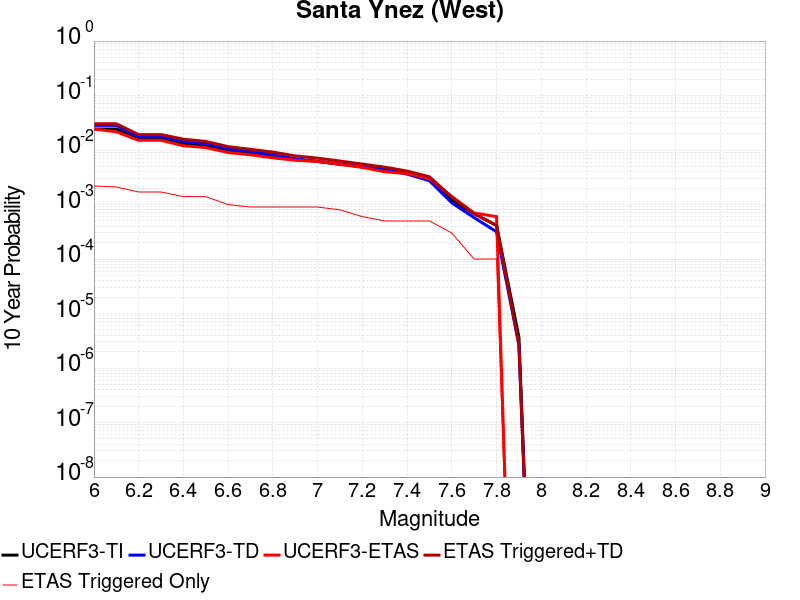 Santa Ynez (West)
10^0
10^-1
10^-2
10^-3
10^-4
10^-5
10^-6
10^-7
10^-8
10 Year Probability
6 6.2 6.4 6.6 6.8 7 7.2 7.4 7.6 7.8 8 8.2 8.4 8.6 8.8 9
Magnitude
UCERF3-TI UCERF3-TD UCERF3-ETAS ETAS Triggered+TD
ETAS Triggered Only